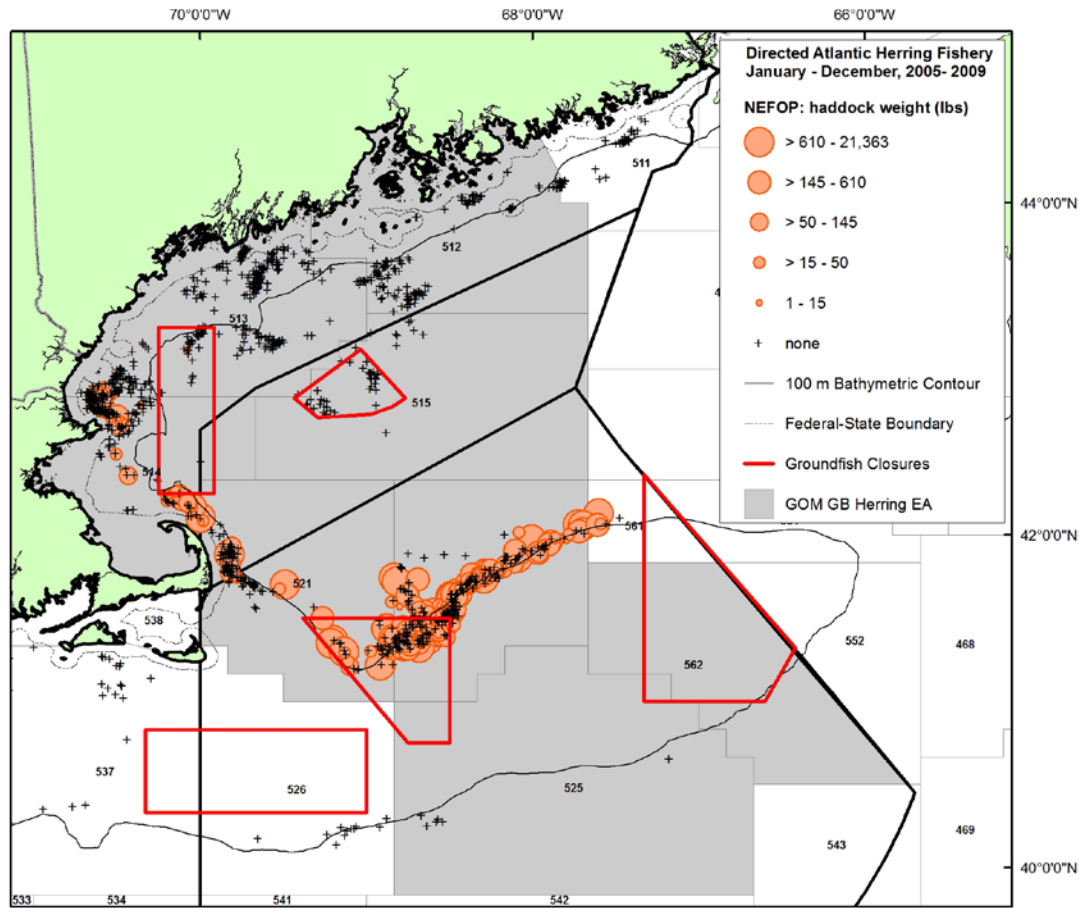 70°0'0"W 68°0'0"W 66°0'0"W
Directed Atlantic Herring Fishery
January - December, 2005- 2009
NEFOP: haddock weight (lbs)
> 610 - 21,363
> 145 - 610
> 50 - 145
> 15 - 50
1 - 15
none
100 m Bathymetric Contour
Federal-State Boundary
Groundfish Closures
GOM GB Herring EA
511
44°0'0"N
512
513
515
514
42°0'0"N
561
521
538
552
468
562
537
526
525
543
469
40°0'0"N
533
534
541
542